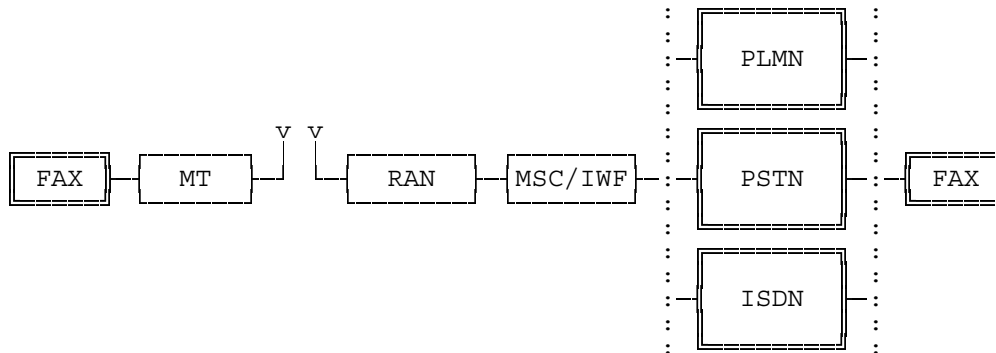 PLMN
v v
FAX MT RAN MSC/IWF PSTN FAX
ISDN